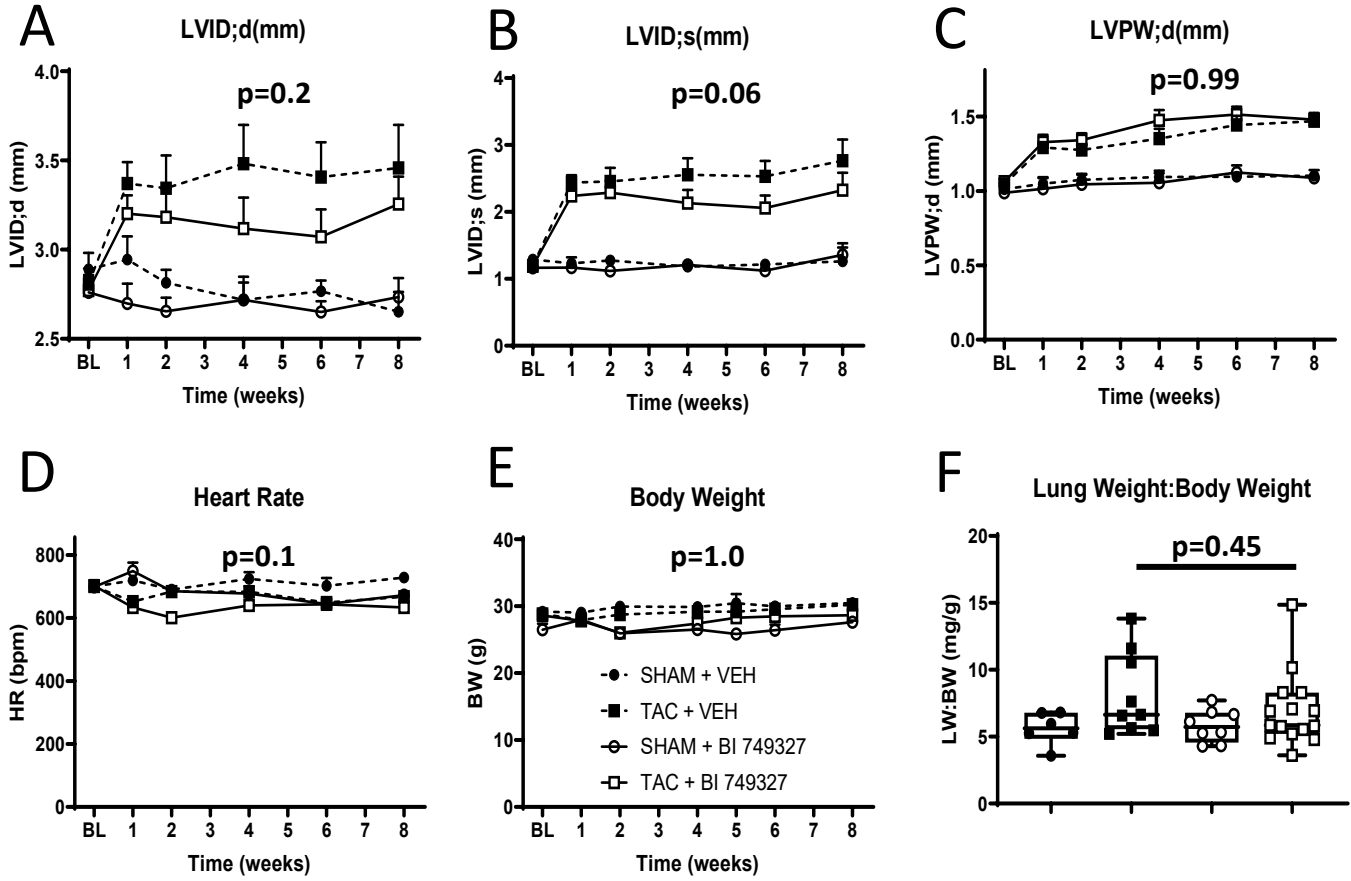 A
LVID;d(mm)
p=0.2
LVID;d (mm)
4.0
3.5
3.0
2.5
BL 1 2 3 4 5 6 7 8
Time (weeks)
B
LVID;s(mm)
p=0.06
LVID;s (mm)
4
3
2
1
0
BL 1 2 3 4 5 6 7 8
Time (weeks)
C
LVPW;d(mm)
p=0.99
LVPW;d (mm)
1.5
1.0
0.5
0.0
BL 1 2 3 4 5 6 7 8
Time (weeks)
D
Heart Rate
p=0.1
HR (bpm)
800
600
400
200
0
BL 1 2 3 4 5 6 7 8
Time (weeks)
E
Body Weight
p=1.0
BW (g)
40
30
20
10
0
SHAM + VEH
TAC + VEH
SHAM + BI 749327
TAC + BI 749327
BL 1 2 3 4 5 6 7 8
Time (weeks)
F
Lung Weight:Body Weight
p=0.45
LW:BW (mg/g)
20
15
10
5
0